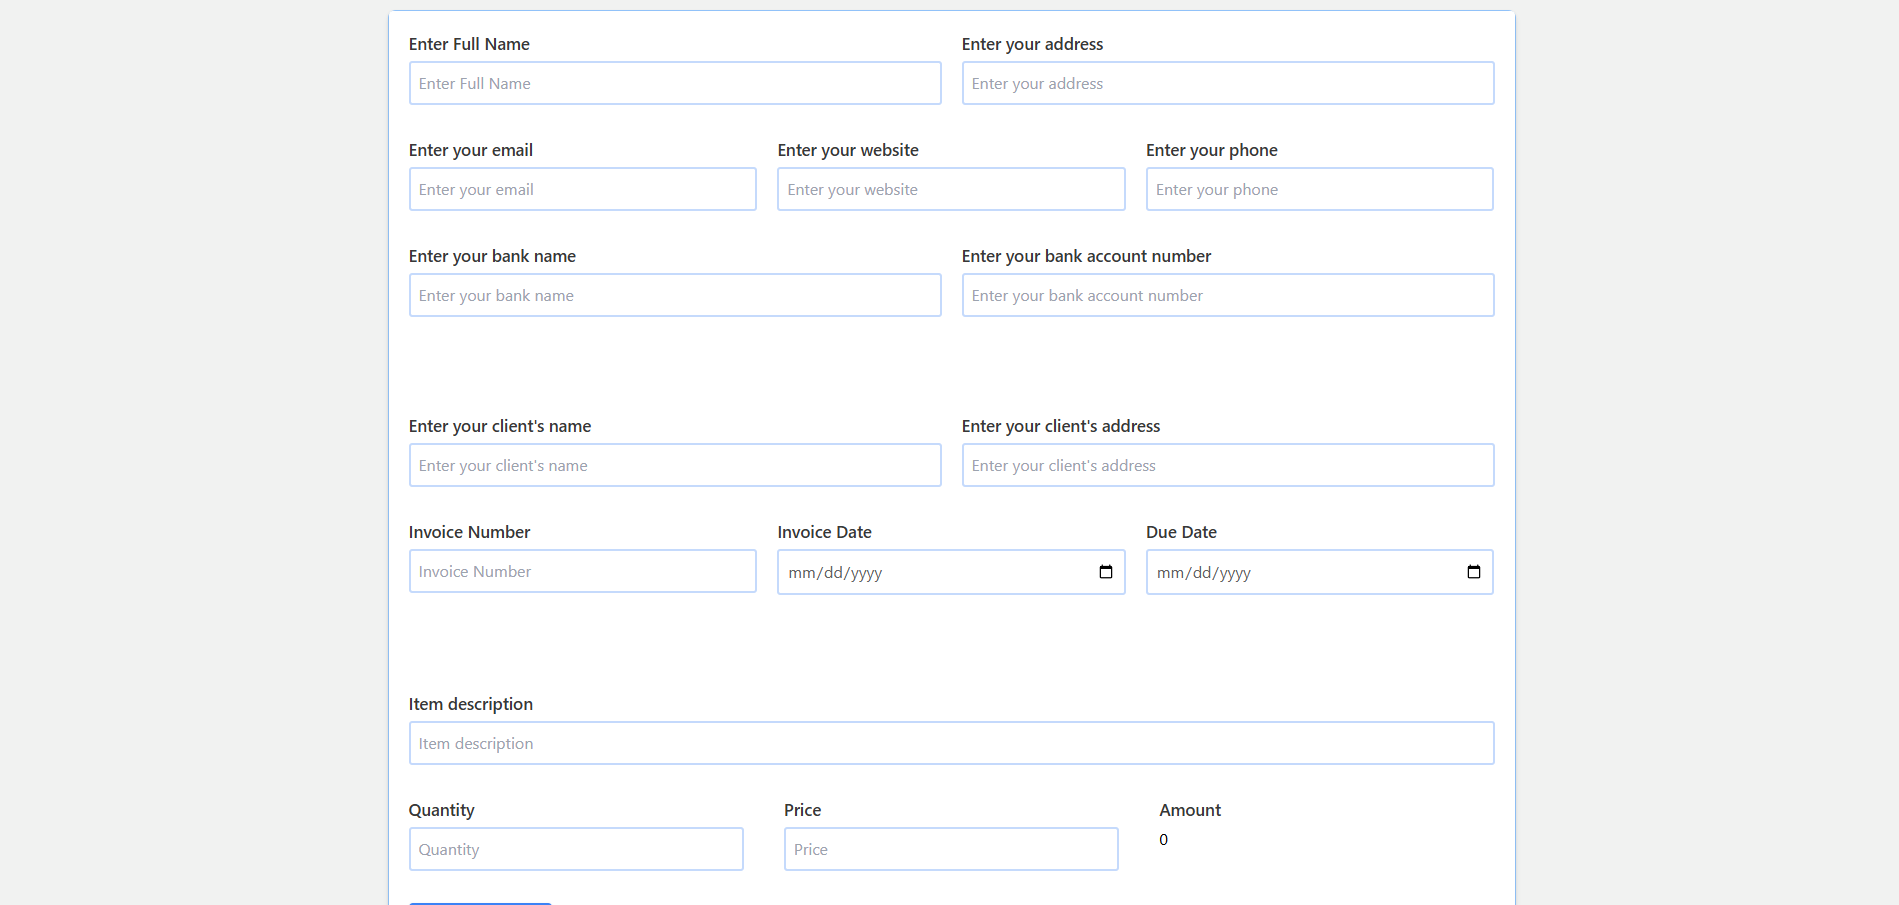 Enter Full Name Enter your address
Enter Full Name Enter your address
Enter your email Enter your website Enter your phone
Enter your email Enter your website Enter your phone
Enter your bank name Enter your bank account number
Enter your bank name Enter your bank account number
Enter your client's name Enter your client's address
Enter your client's name Enter your client's address
Invoice Number Invoice Date Due Date
Invoice Number mm/dd/yyyy mm/dd/yyyy
Item description
Item description
Quantity Price Amount
Quantity Price 0